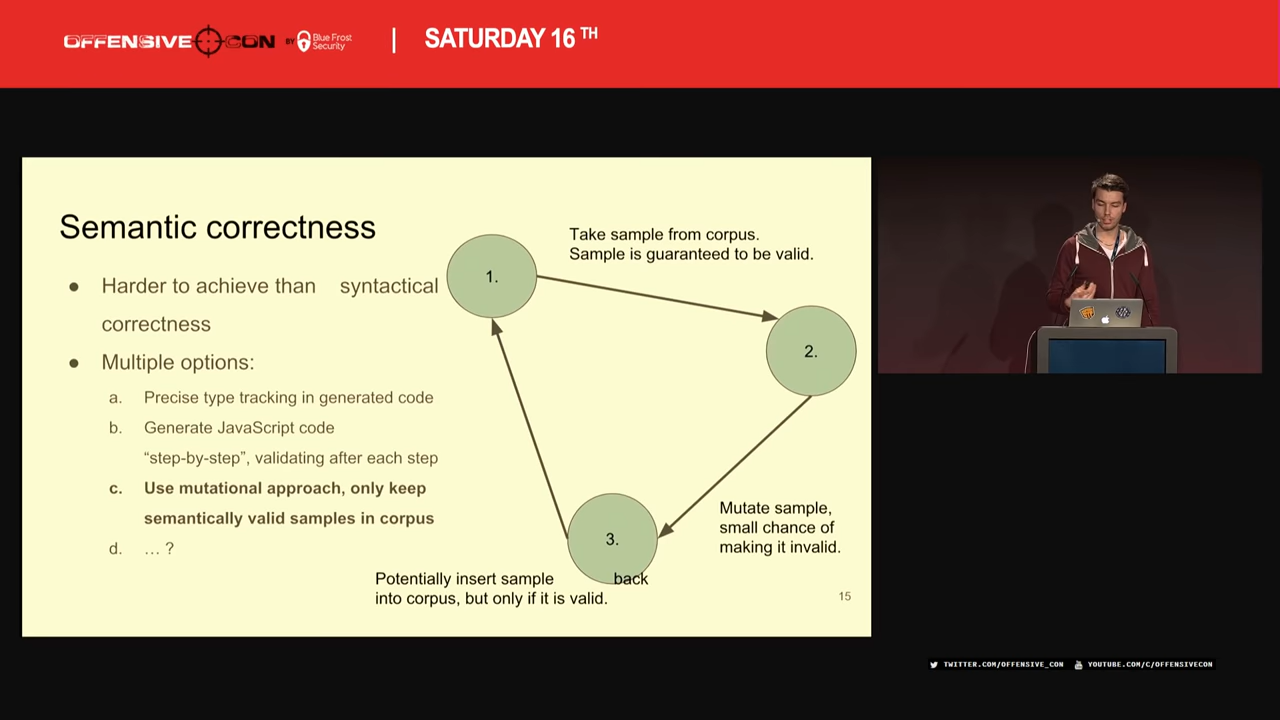 OFFENSIVE CON BY Blue Frost
Security
| SATURDAY 16 TH
Semantic correctness
● Harder to achieve than syntactical
correctness
● Multiple options:
a. Precise type tracking in generated code
b. Generate JavaScript code
“step-by-step”, validating after each step
c. Use mutational approach, only keep
semantically valid samples in corpus
d. … ?
1.
Take sample from corpus.
Sample is guaranteed to be valid.
2.
Mutate sample,
small chance of
making it invalid.
3.
Potentially insert sample back
into corpus, but only if it is valid.
15
TWITTER.COM/OFFENSIVE_CON YOUTUBE.COM/C/OFFENSIVECON